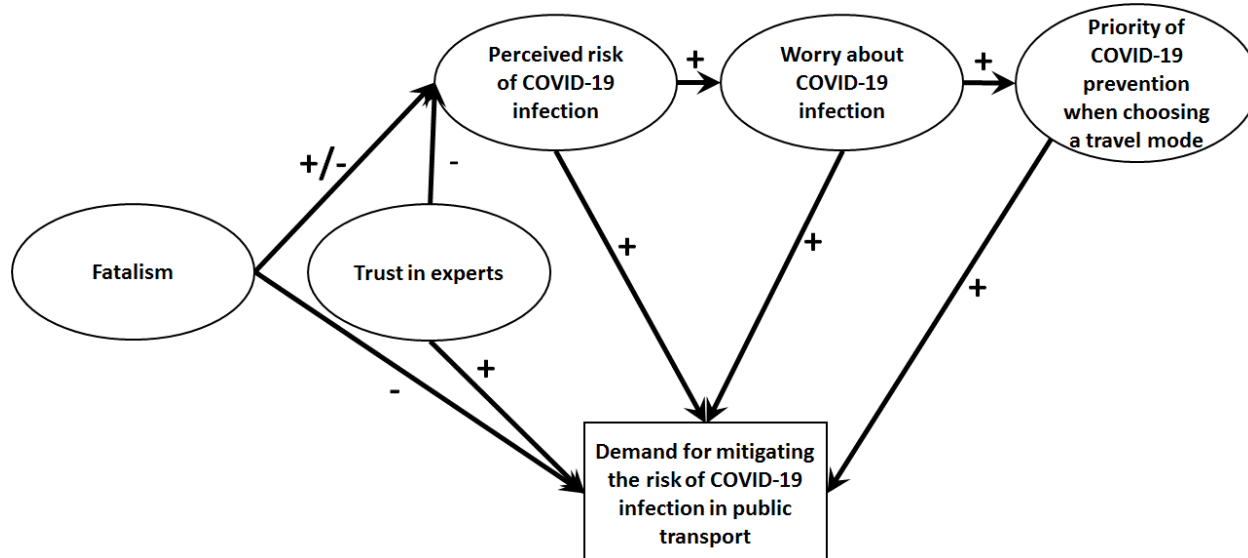 Perceived risk
of COVID-19
infection
+
Worry about
COVID-19
infection
+
Priority of
COVID-19
prevention
when choosing
a travel mode
+/-
-
Fatalism
Trust in experts
+
+
+
-
+
Demand for mitigating
the risk of COVID-19
infection in public
transport